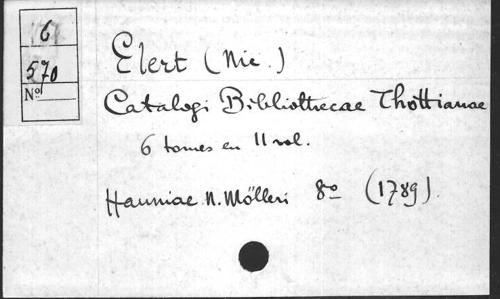 6
570
Nº
Elert (Nic.)
Catalogi Bibliothecae Thottianae
6 tomes en 11 vol.
Hauniae N. Mölleri 8º (1789).